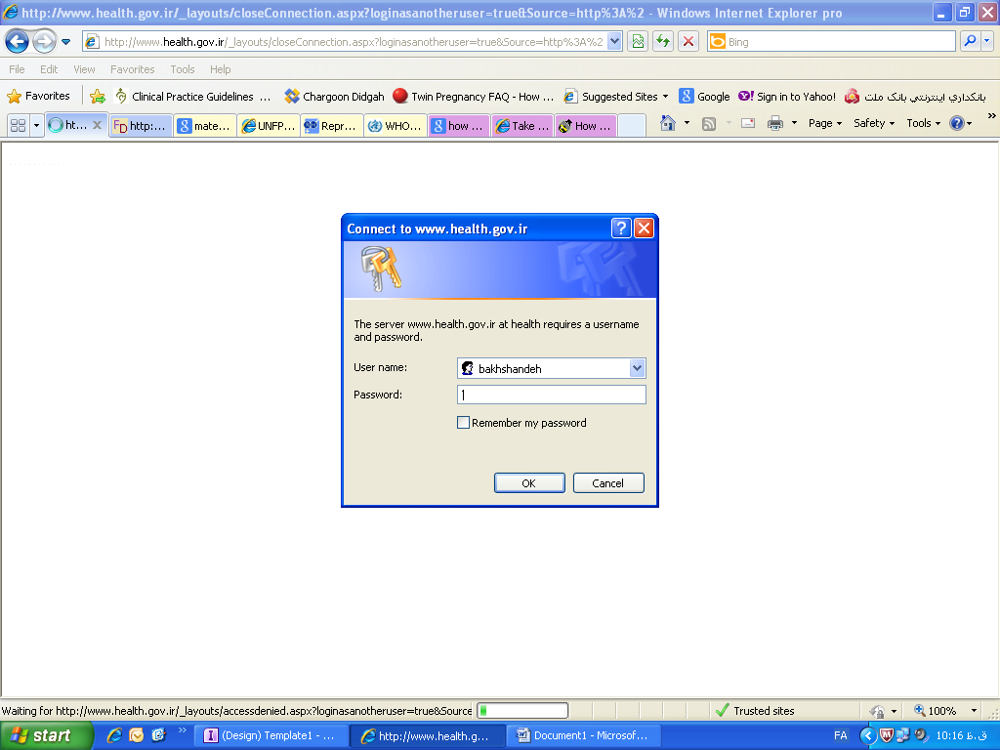 http://www.health.gov.ir/_layouts/closeConnection.aspx?loginasanotheruser=true&Source=http%3A%2 - Windows Internet Explorer pro
http://www.health.gov.ir/_layouts/closeConnection.aspx?loginasanotheruser=true&Source=http%3A%2
Bing
File Edit View Favorites Tools Help
Favorites Clinical Practice Guidelines ... Chargoon Didgah Twin Pregnancy FAQ - How ... Suggested Sites Google Sign in to Yahoo! بانكداري اينترنتي بانک ملت
ht... http:... mate... UNFP... Repr... WHO... how ... Take ... How ... Page Safety Tools
Connect to www.health.gov.ir
The server www.health.gov.ir at health requires a username
and password.
User name: bakhshandeh
Password: 
Remember my password
OK Cancel
Waiting for http://www.health.gov.ir/_layouts/accessdenied.aspx?loginasanotheruser=true&Source Trusted sites 100%
start (Design) Template1 - ... http://www.health.g... Document1 - Microsof... FA 10:16 ق.ظ